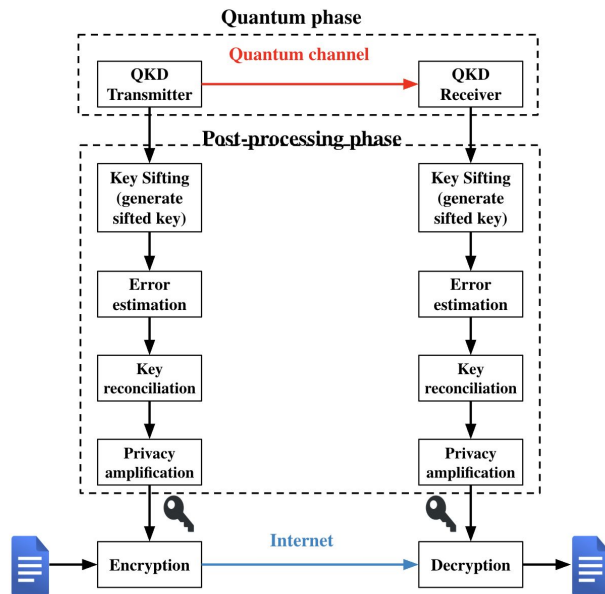 Quantum phase
Quantum channel
QKD
Transmitter
QKD
Receiver
Post-processing phase
Key Sifting
(generate
sifted key)
Key Sifting
(generate
sifted key)
Error
estimation
Error
estimation
Key
reconciliation
Key
reconciliation
Privacy
amplification
Privacy
amplification
Encryption
Internet
Decryption